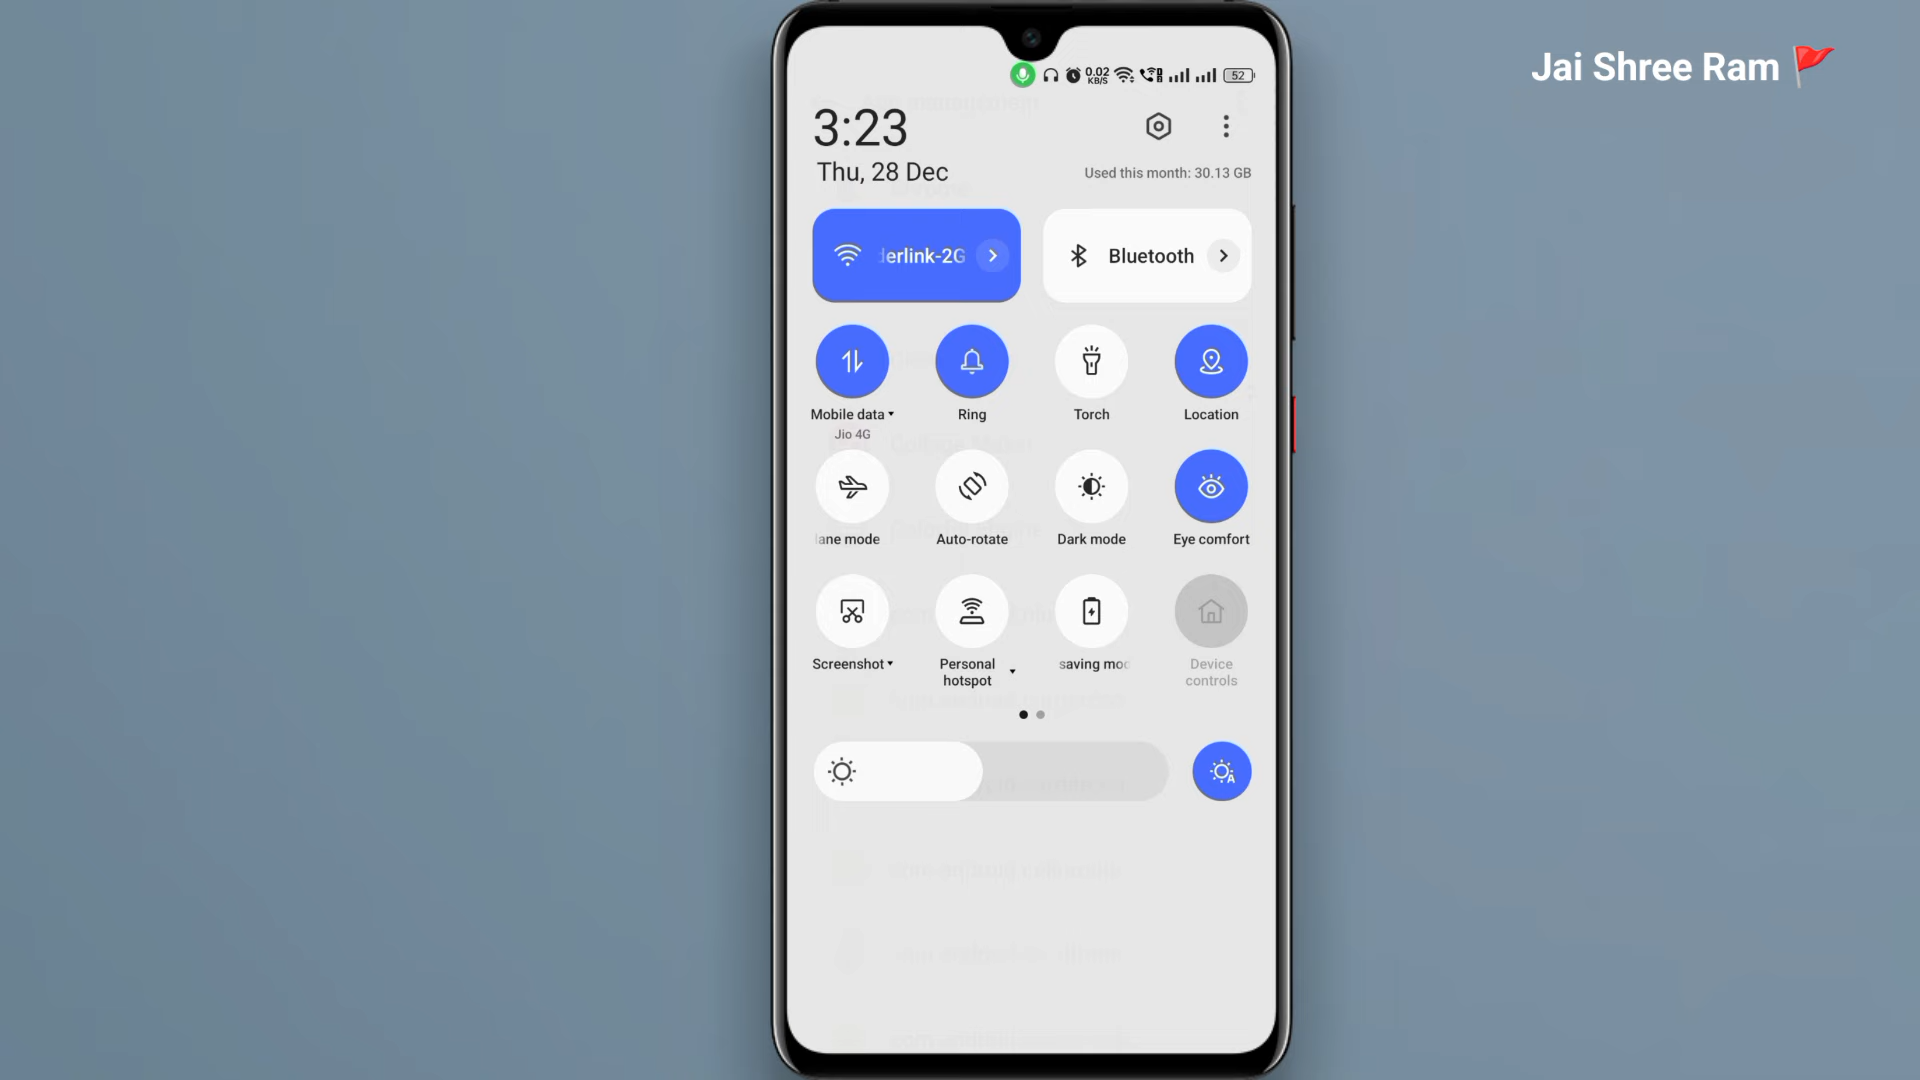 Jai Shree Ram 🚩
0.02
KB/S
52
3:23
Thu, 28 Dec
Used this month: 30.13 GB
erlink-2G
Bluetooth
Mobile data
Ring
Torch
Location
Jio 4G
lane mode
Auto-rotate
Dark mode
Eye comfort
Screenshot
Personal
hotspot
saving mod
Device
controls